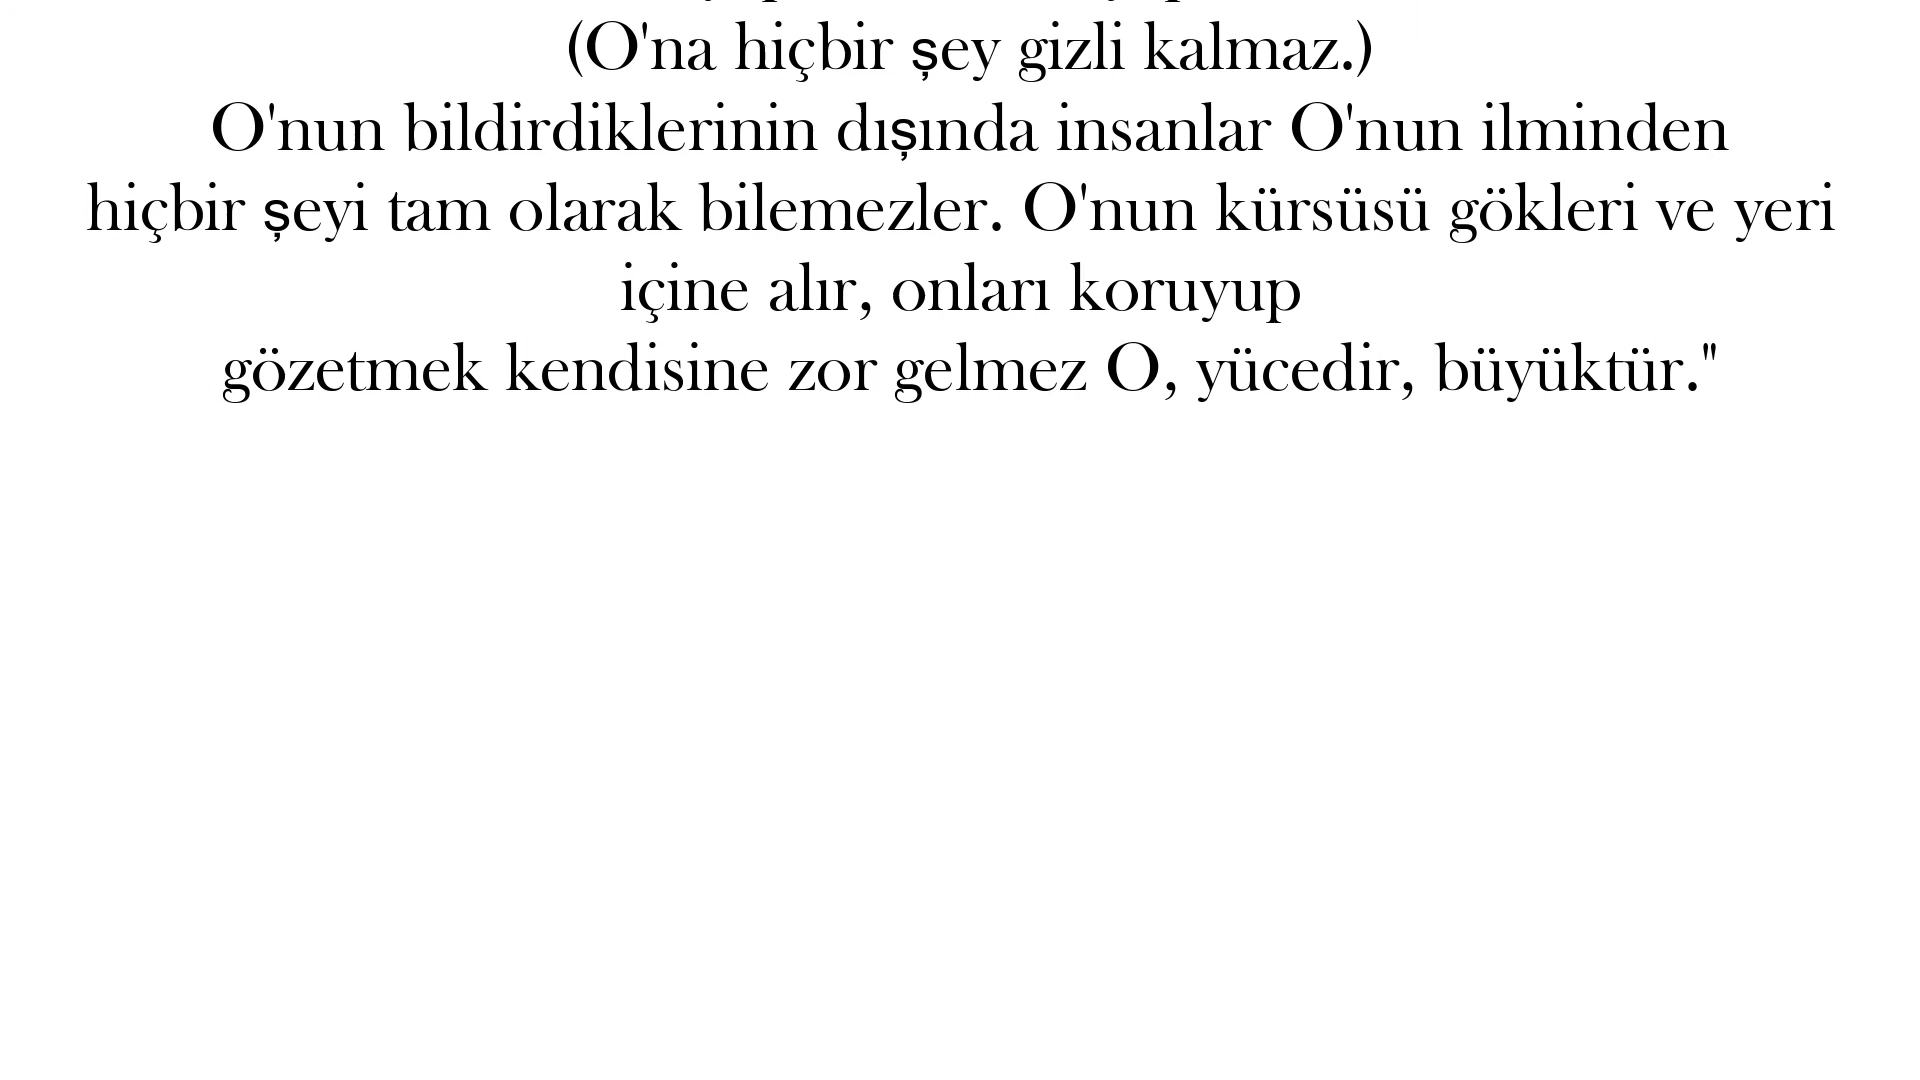 (O'na hiçbir şey gizli kalmaz.)
O'nun bildirdiklerinin dışında insanlar O'nun ilminden
hiçbir şeyi tam olarak bilemezler. O'nun kürsüsü gökleri ve yeri
içine alır, onları koruyup
gözetmek kendisine zor gelmez O, yücedir, büyüktür."